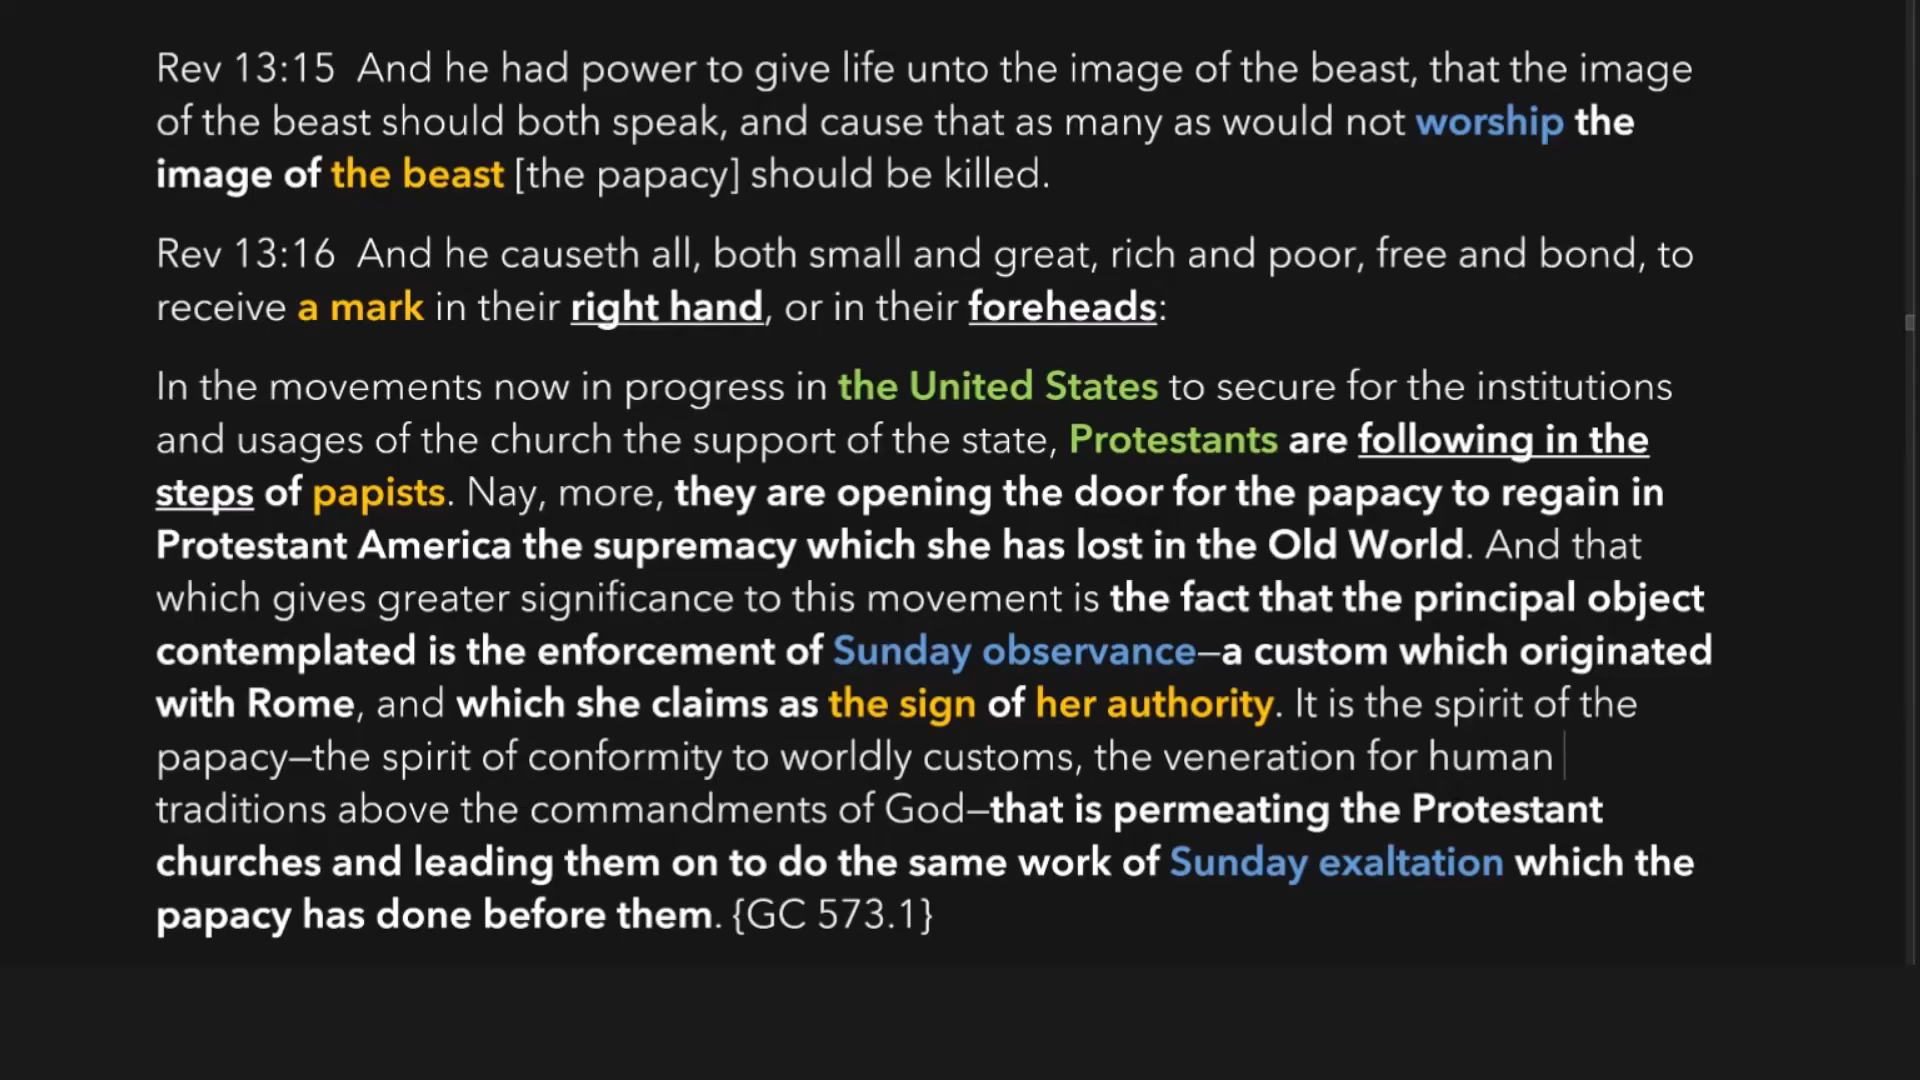 Rev 13:15  And he had power to give life unto the image of the beast, that the image
of the beast should both speak, and cause that as many as would not worship the
image of the beast [the papacy] should be killed.
Rev 13:16  And he causeth all, both small and great, rich and poor, free and bond, to
receive a mark in their right hand, or in their foreheads:
In the movements now in progress in the United States to secure for the institutions
and usages of the church the support of the state, Protestants are following in the
steps of papists. Nay, more, they are opening the door for the papacy to regain in
Protestant America the supremacy which she has lost in the Old World. And that
which gives greater significance to this movement is the fact that the principal object
contemplated is the enforcement of Sunday observance—a custom which originated
with Rome, and which she claims as the sign of her authority. It is the spirit of the
papacy—the spirit of conformity to worldly customs, the veneration for human
traditions above the commandments of God—that is permeating the Protestant
churches and leading them on to do the same work of Sunday exaltation which the
papacy has done before them. {GC 573.1}